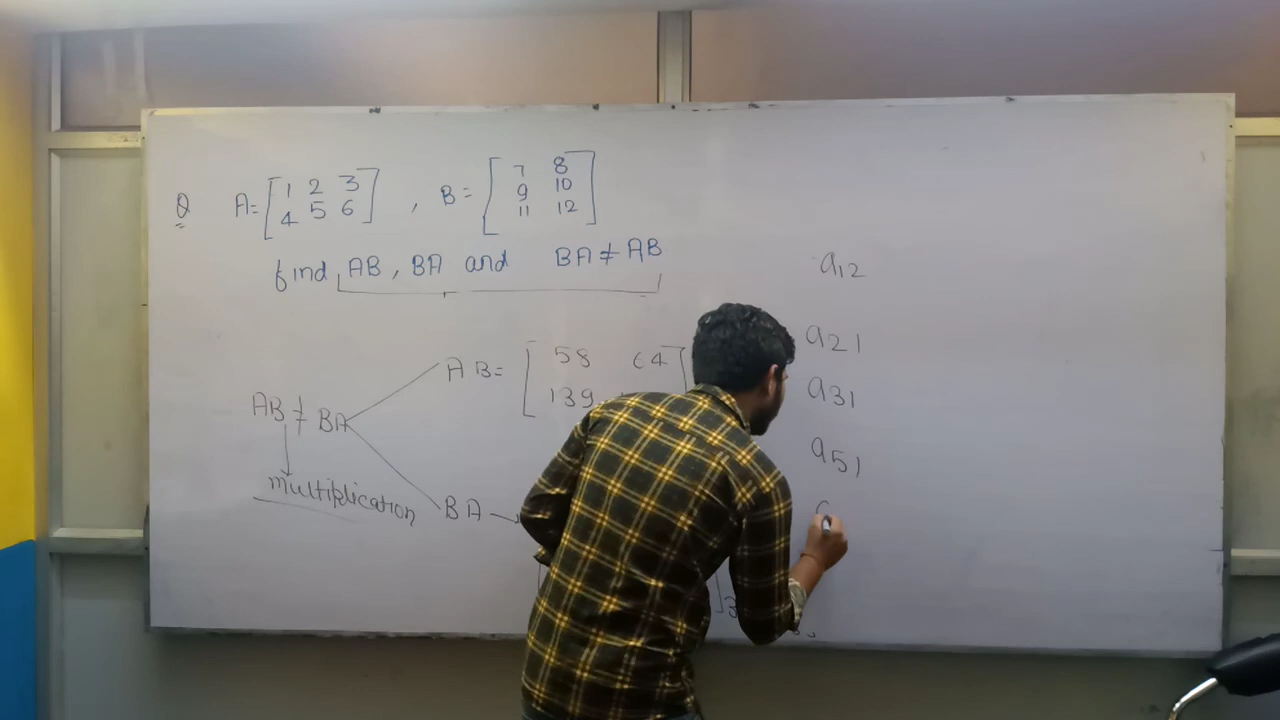 Q A= [ 1 2 3 , B= [ 7 8
4 5 6 ] 9 10
11 12 ]
find AB, BA and BA ≠ AB
AB ≠ BA
multiplication
AB= [ 58 64
139
BA →
3
a12
a21
a31
a51